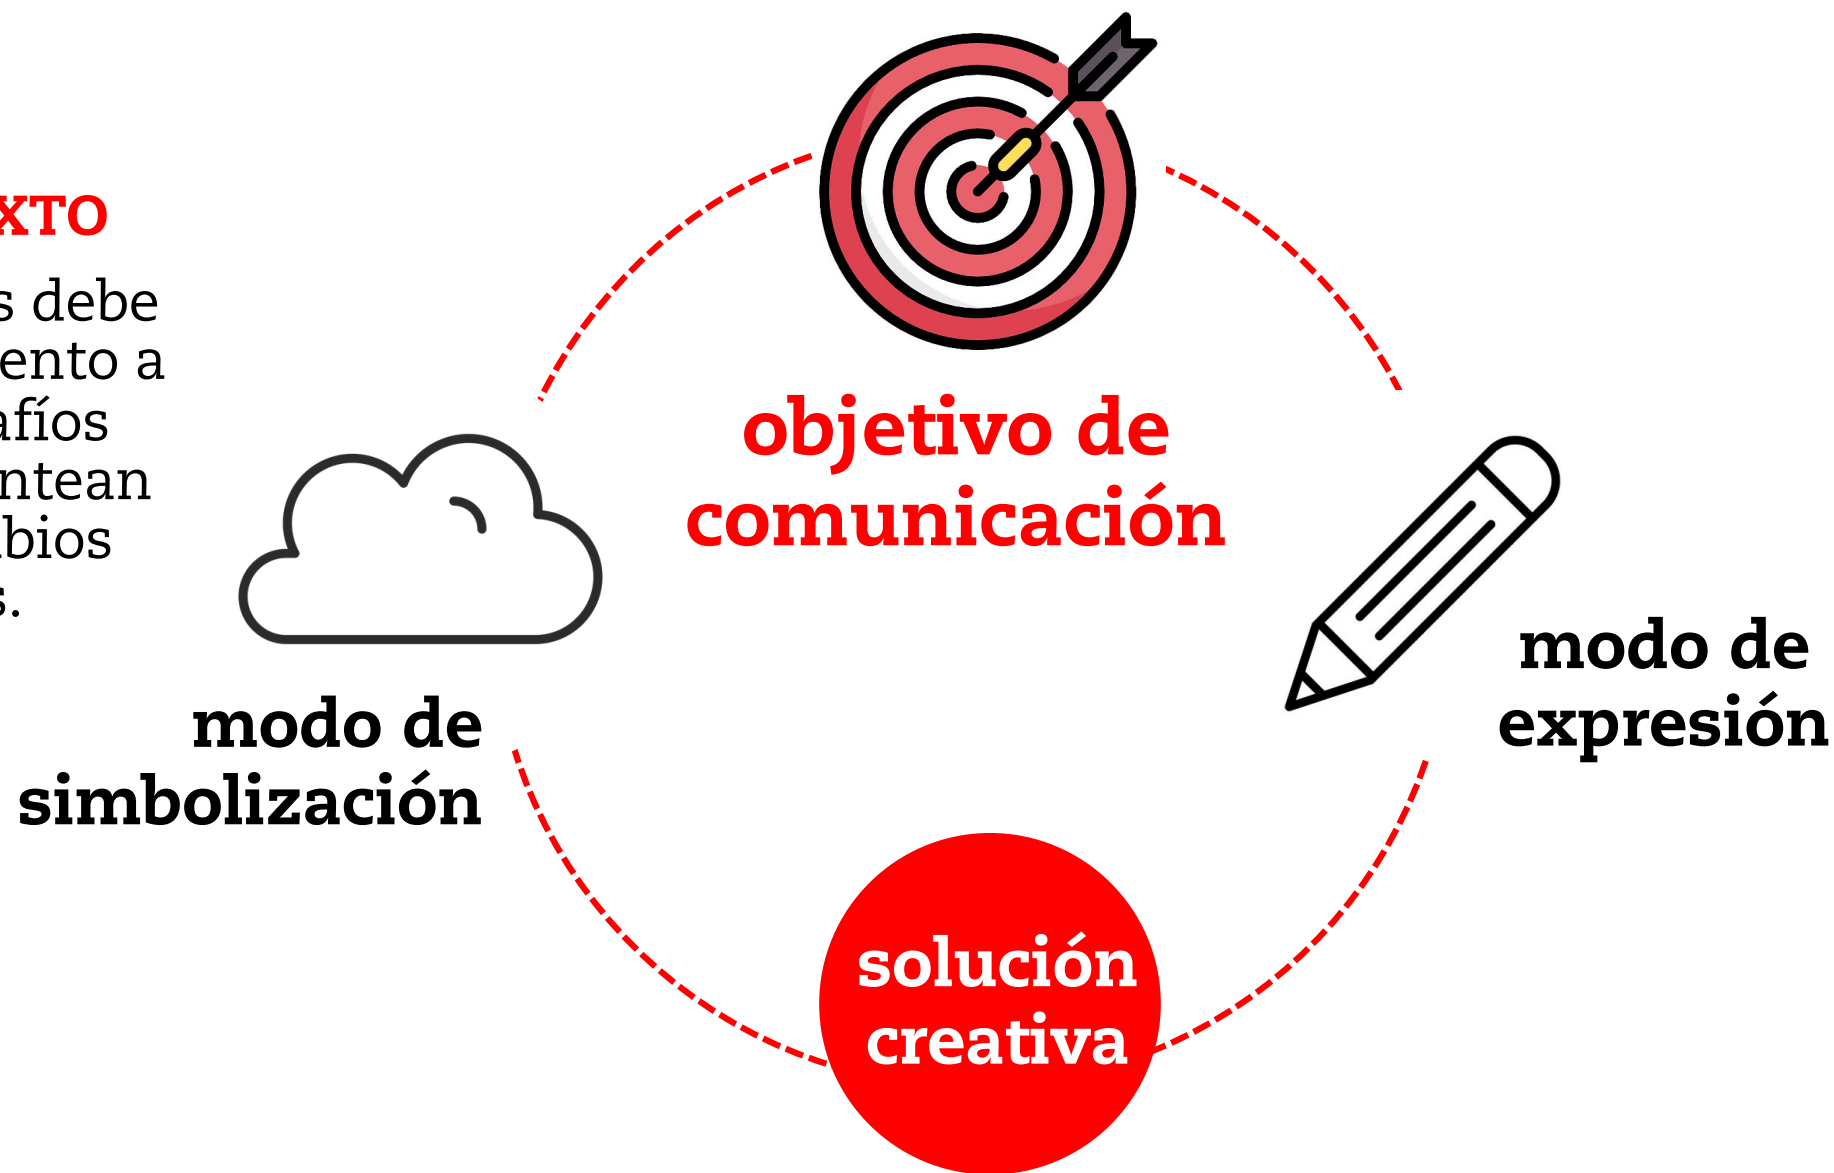 XTO
s debe
ento a
afíos
ntean
bios
s.
objetivo de
comunicación
modo de
simbolización
modo de
expresión
solución
creativa